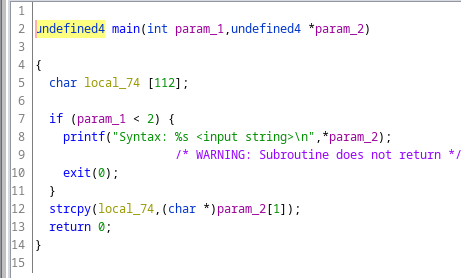 1
2 undefined4 main(int param_1,undefined4 *param_2)
3
4 {
5   char local_74 [112];
6
7   if (param_1 < 2) {
8     printf("Syntax: %s <input string>\n",*param_2);
9                     /* WARNING: Subroutine does not return */
10     exit(0);
11   }
12   strcpy(local_74,(char *)param_2[1]);
13   return 0;
14 }
15